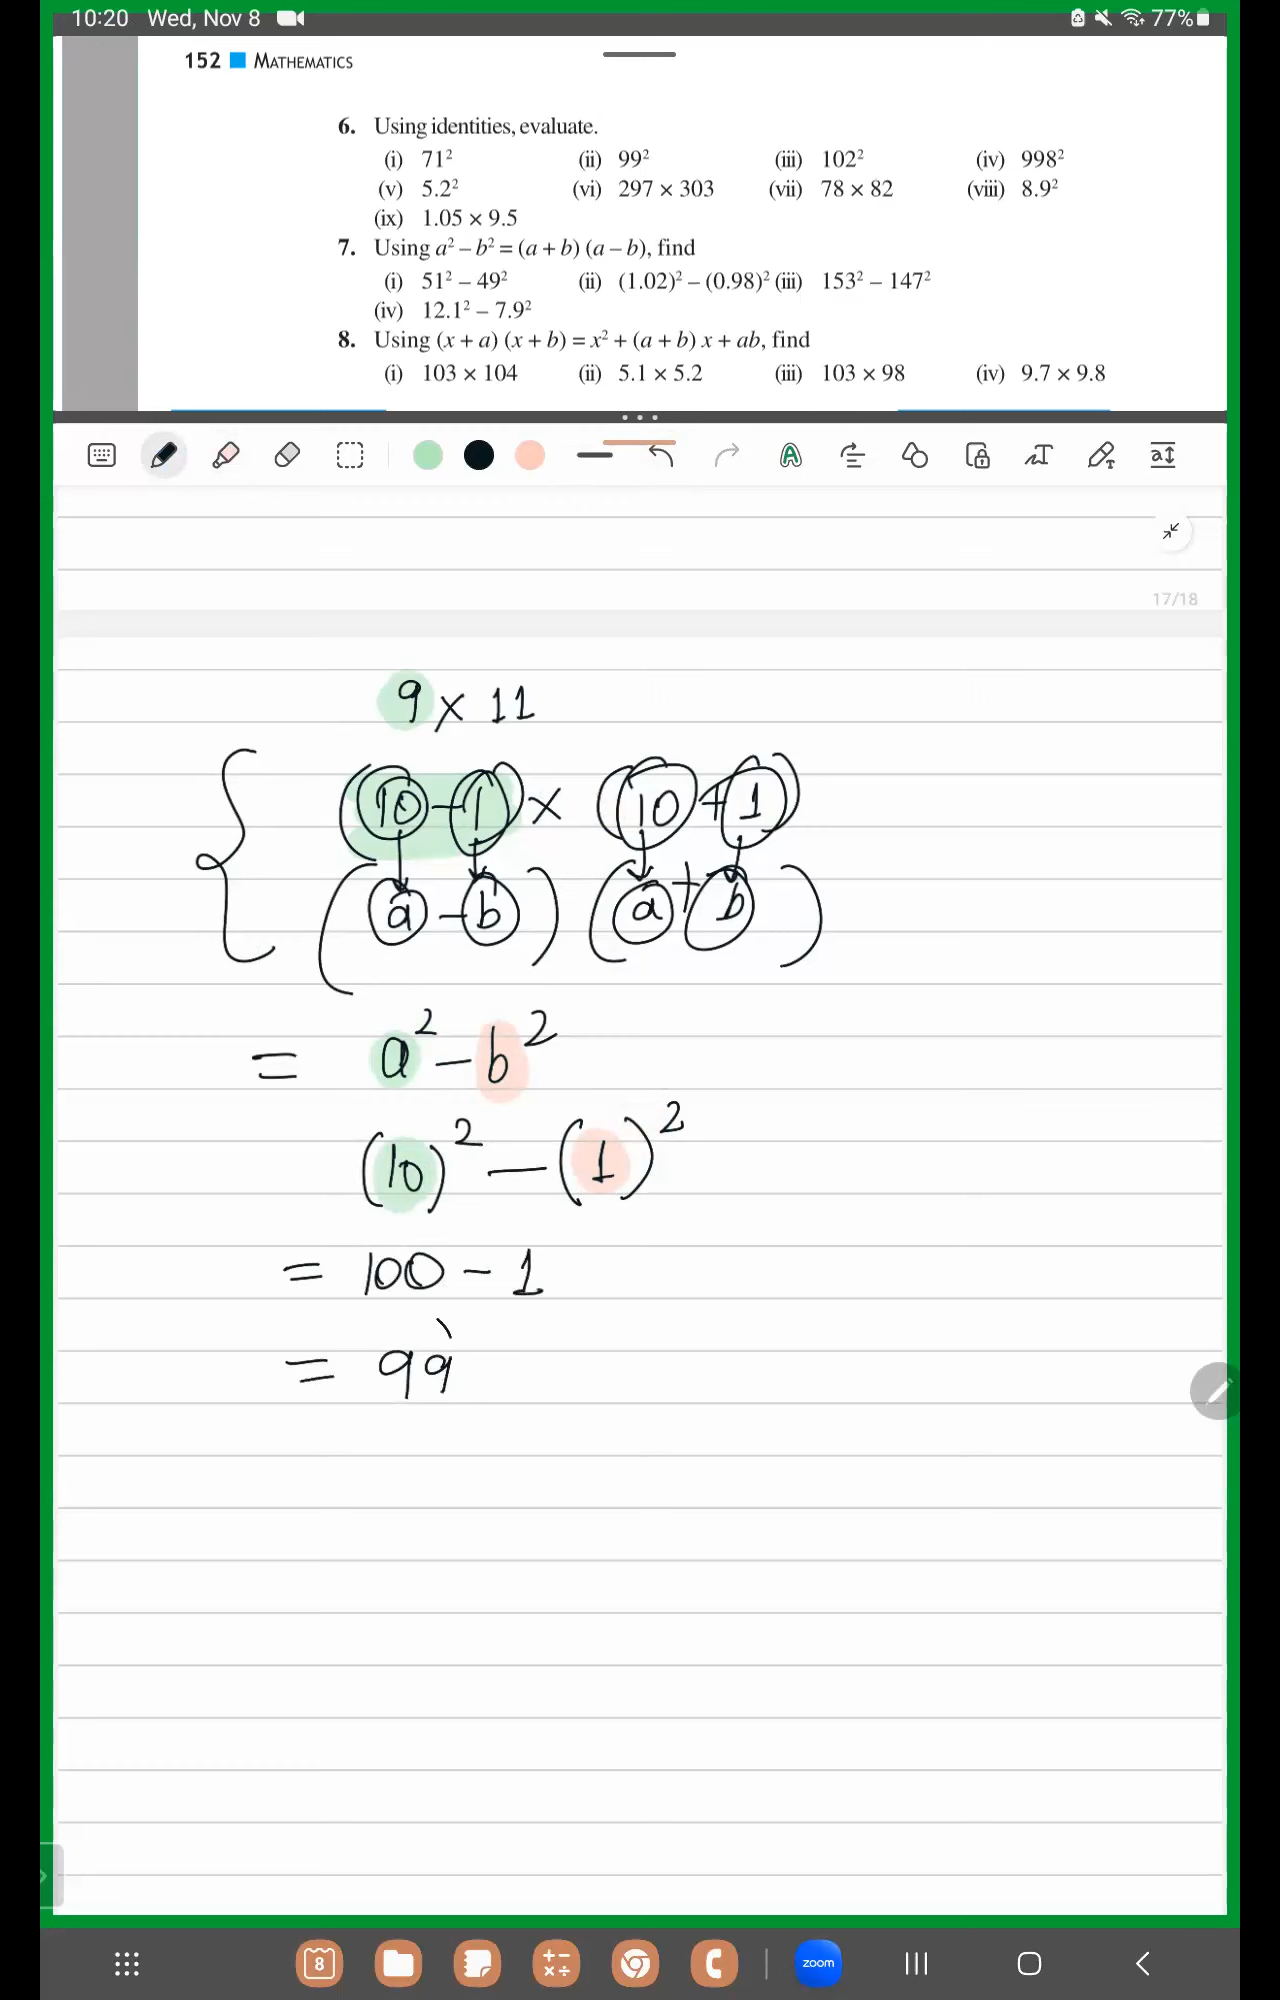 10:20 Wed, Nov 8 77%
152 MATHEMATICS
6. Using identities, evaluate.
(i) 71² (ii) 99² (iii) 102² (iv) 998²
(v) 5.2² (vi) 297 × 303 (vii) 78 × 82 (viii) 8.9²
(ix) 1.05 × 9.5
7. Using a² – b² = (a + b) (a – b), find
(i) 51² – 49² (ii) (1.02)² – (0.98)² (iii) 153² – 147²
(iv) 12.1² – 7.9²
8. Using (x + a) (x + b) = x² + (a + b) x + ab, find
(i) 103 × 104 (ii) 5.1 × 5.2 (iii) 103 × 98 (iv) 9.7 × 9.8
17/18
9 × 11
(10 - 1) × (10 + 1)
(a - b) (a + b)
= a² - b²
(10)² - (1)²
= 100 - 1
= 99
8 zoom